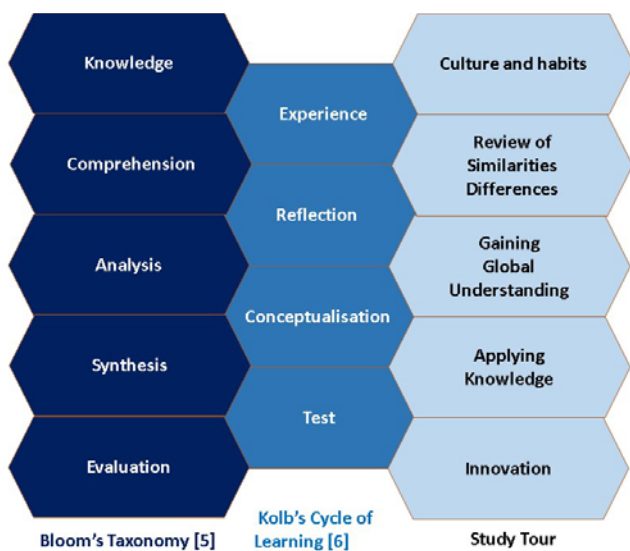 Knowledge
Comprehension
Analysis
Synthesis
Evaluation
Bloom's Taxonomy [5]
Experience
Reflection
Conceptualisation
Test
Kolb's Cycle of
Learning [6]
Culture and habits
Review of
Similarities
Differences
Gaining
Global
Understanding
Applying
Knowledge
Innovation
Study Tour